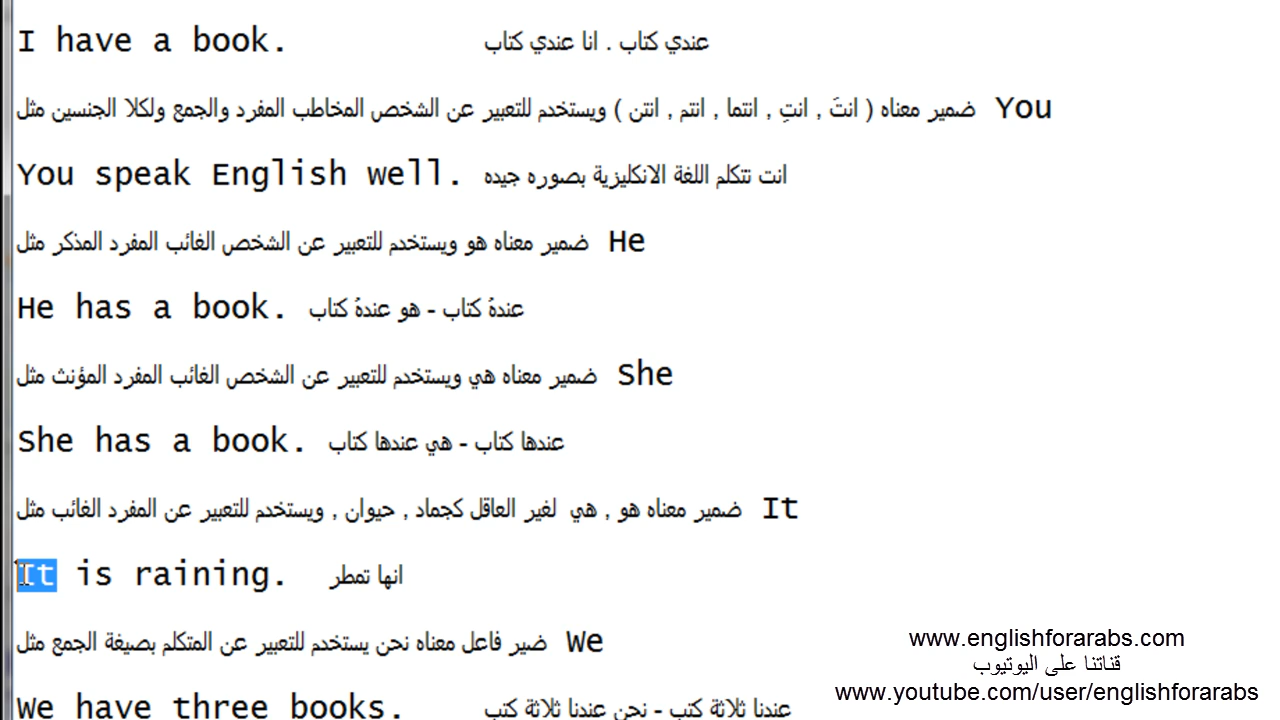 I have a book. عندي كتاب . انا عندي كتاب
You ضمير معناه ( انتَ , انتِ , انتما , انتم , انتن ) ويستخدم للتعبير عن الشخص المخاطب المفرد والجمع ولكلا الجنسين مثل
You speak English well. انت تتكلم اللغة الانكليزية بصوره جيده
He ضمير معناه هو ويستخدم للتعبير عن الشخص الغائب المفرد المذكر مثل
He has a book. عندهُ كتاب - هو عندهُ كتاب
She ضمير معناه هي ويستخدم للتعبير عن الشخص الغائب المفرد المؤنث مثل
She has a book. عندها كتاب - هي عندها كتاب
It ضمير معناه هو , هي لغير العاقل كجماد , حيوان , ويستخدم للتعبير عن المفرد الغائب مثل
It is raining. انها تمطر
We ضير فاعل معناه نحن يستخدم للتعبير عن المتكلم بصيغة الجمع مثل
We have three books. عندنا ثلاثة كتب - نحن عندنا ثلاثة كتب
www.englishforarabs.com
قناتنا على اليوتيوب
www.youtube.com/user/englishforarabs